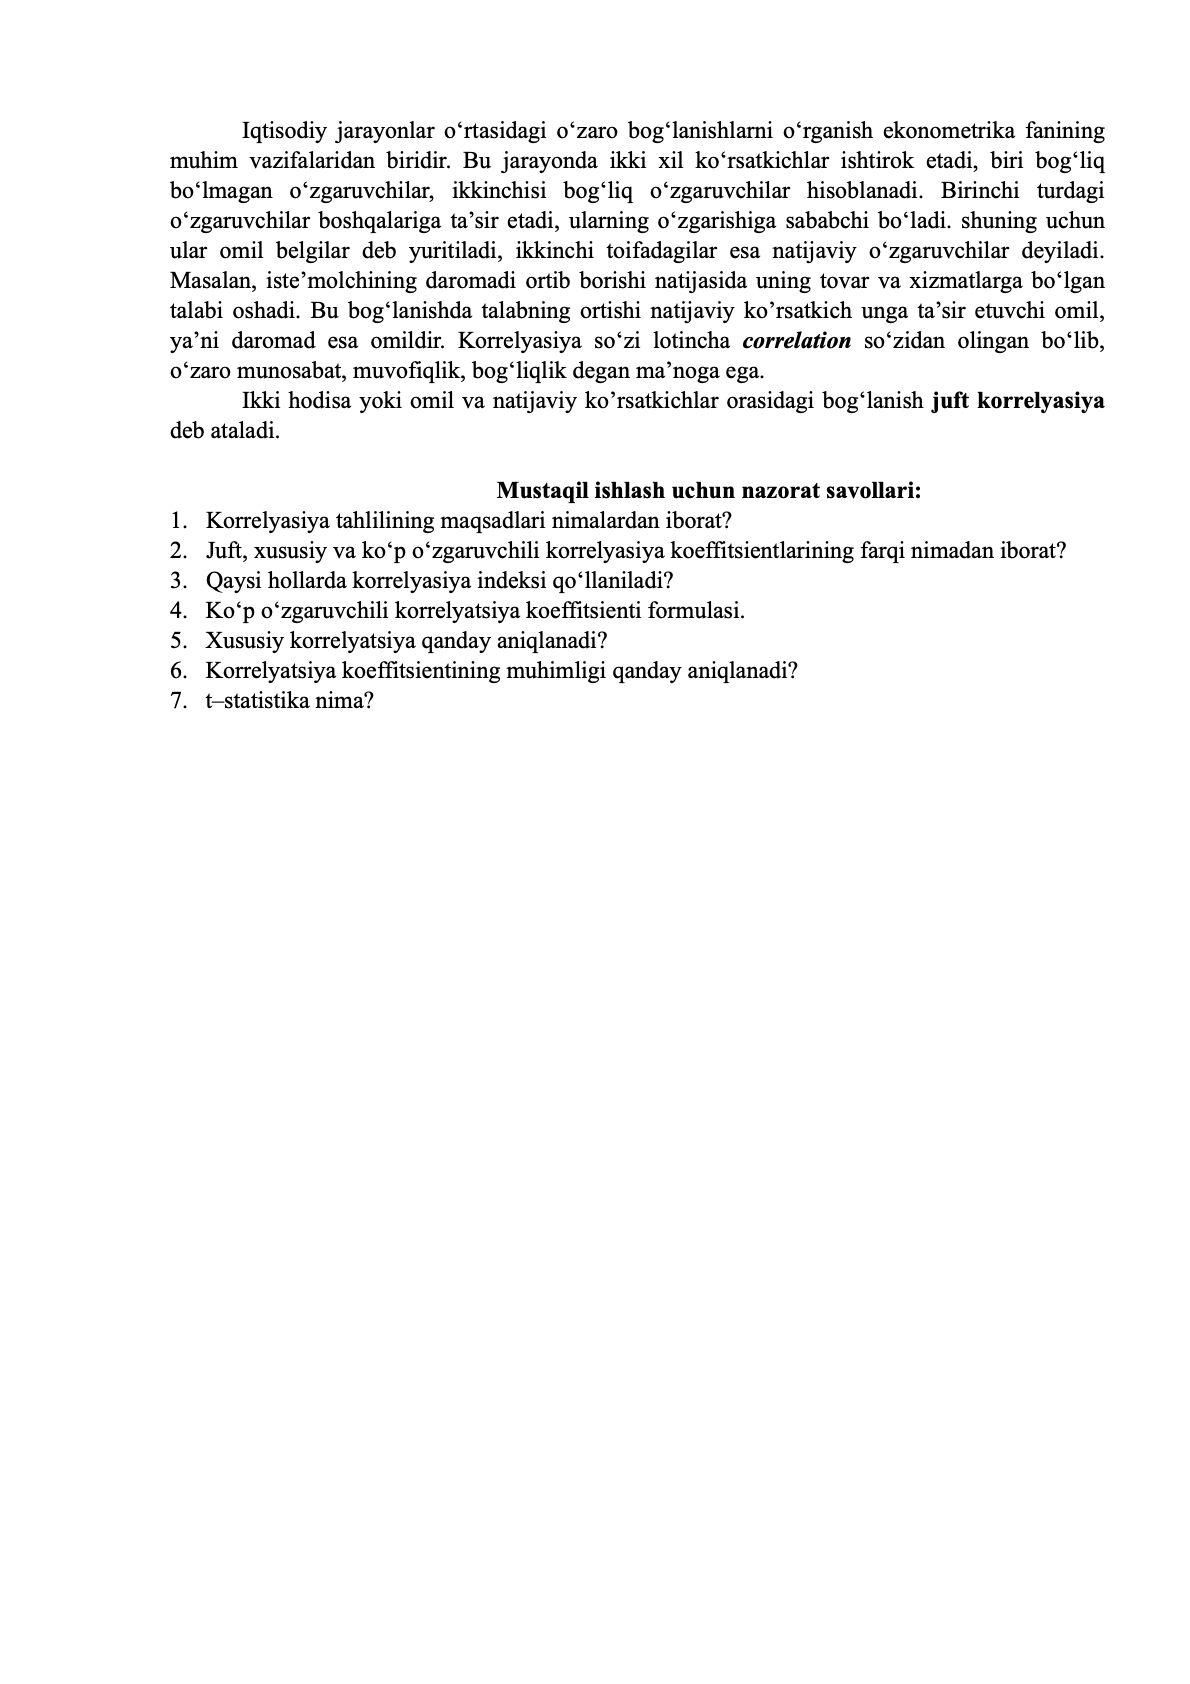 Iqtisodiy jarayonlar o‘rtasidagi o‘zaro bog‘lanishlarni o‘rganish ekonometrika fanining
muhim vazifalaridan biridir. Bu jarayonda ikki xil ko‘rsatkichlar ishtirok etadi, biri bog‘liq
bo‘lmagan o‘zgaruvchilar, ikkinchisi bog‘liq o‘zgaruvchilar hisoblanadi. Birinchi turdagi
o‘zgaruvchilar boshqalariga ta’sir etadi, ularning o‘zgarishiga sababchi bo‘ladi. shuning uchun
ular omil belgilar deb yuritiladi, ikkinchi toifadagilar esa natijaviy o‘zgaruvchilar deyiladi.
Masalan, iste’molchining daromadi ortib borishi natijasida uning tovar va xizmatlarga bo‘lgan
talabi oshadi. Bu bog‘lanishda talabning ortishi natijaviy ko’rsatkich unga ta’sir etuvchi omil,
ya’ni daromad esa omildir. Korrelyasiya so‘zi lotincha correlation so‘zidan olingan bo‘lib,
o‘zaro munosabat, muvofiqlik, bog‘liqlik degan ma’noga ega.
Ikki hodisa yoki omil va natijaviy ko’rsatkichlar orasidagi bog‘lanish juft korrelyasiya
deb ataladi.
Mustaqil ishlash uchun nazorat savollari:
1. Korrelyasiya tahlilining maqsadlari nimalardan iborat?
2. Juft, xususiy va ko‘p o‘zgaruvchili korrelyasiya koeffitsientlarining farqi nimadan iborat?
3. Qaysi hollarda korrelyasiya indeksi qo‘llaniladi?
4. Ko‘p o‘zgaruvchili korrelyatsiya koeffitsienti formulasi.
5. Xususiy korrelyatsiya qanday aniqlanadi?
6. Korrelyatsiya koeffitsientining muhimligi qanday aniqlanadi?
7. t–statistika nima?